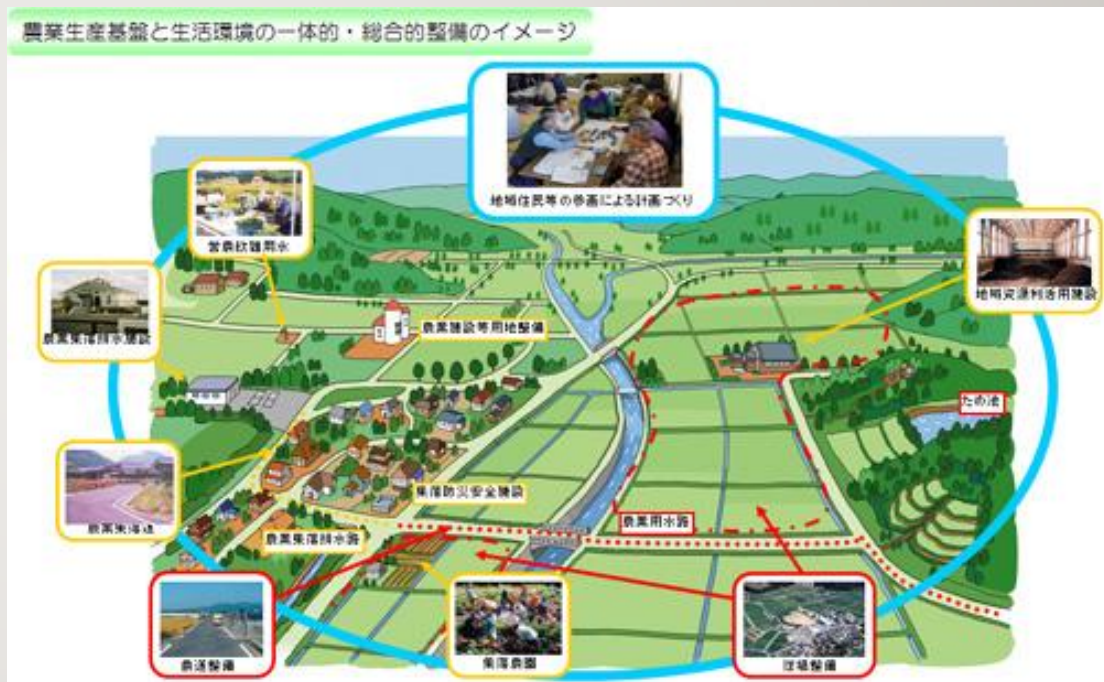 農業生産基盤と生活環境の一体的・総合的整備のイメージ
地域住民等の参画による計画づくり
営農飲雑用水
地域資源利活用施設
農業集落排水施設
農業施設等用地整備
ため池
農業集落道
集落防災安全施設
農業用水路
農業集落排水路
農道整備
集落農園
ほ場整備